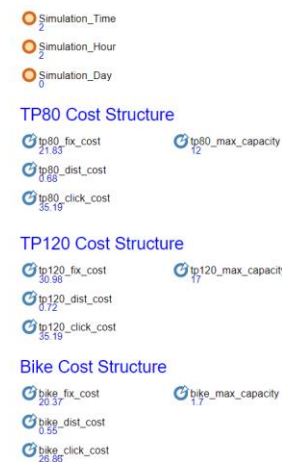 Simulation_Time
2
Simulation_Hour
2
Simulation_Day
0
TP80 Cost Structure
tp80_fix_cost tp80_max_capacity
21.83 12
tp80_dist_cost
0.68
tp80_click_cost
35.19
TP120 Cost Structure
tp120_fix_cost tp120_max_capacity
30.98 17
tp120_dist_cost
0.72
tp120_click_cost
35.19
Bike Cost Structure
bike_fix_cost bike_max_capacity
20.37 1.7
bike_dist_cost
0.55
bike_click_cost
26.86